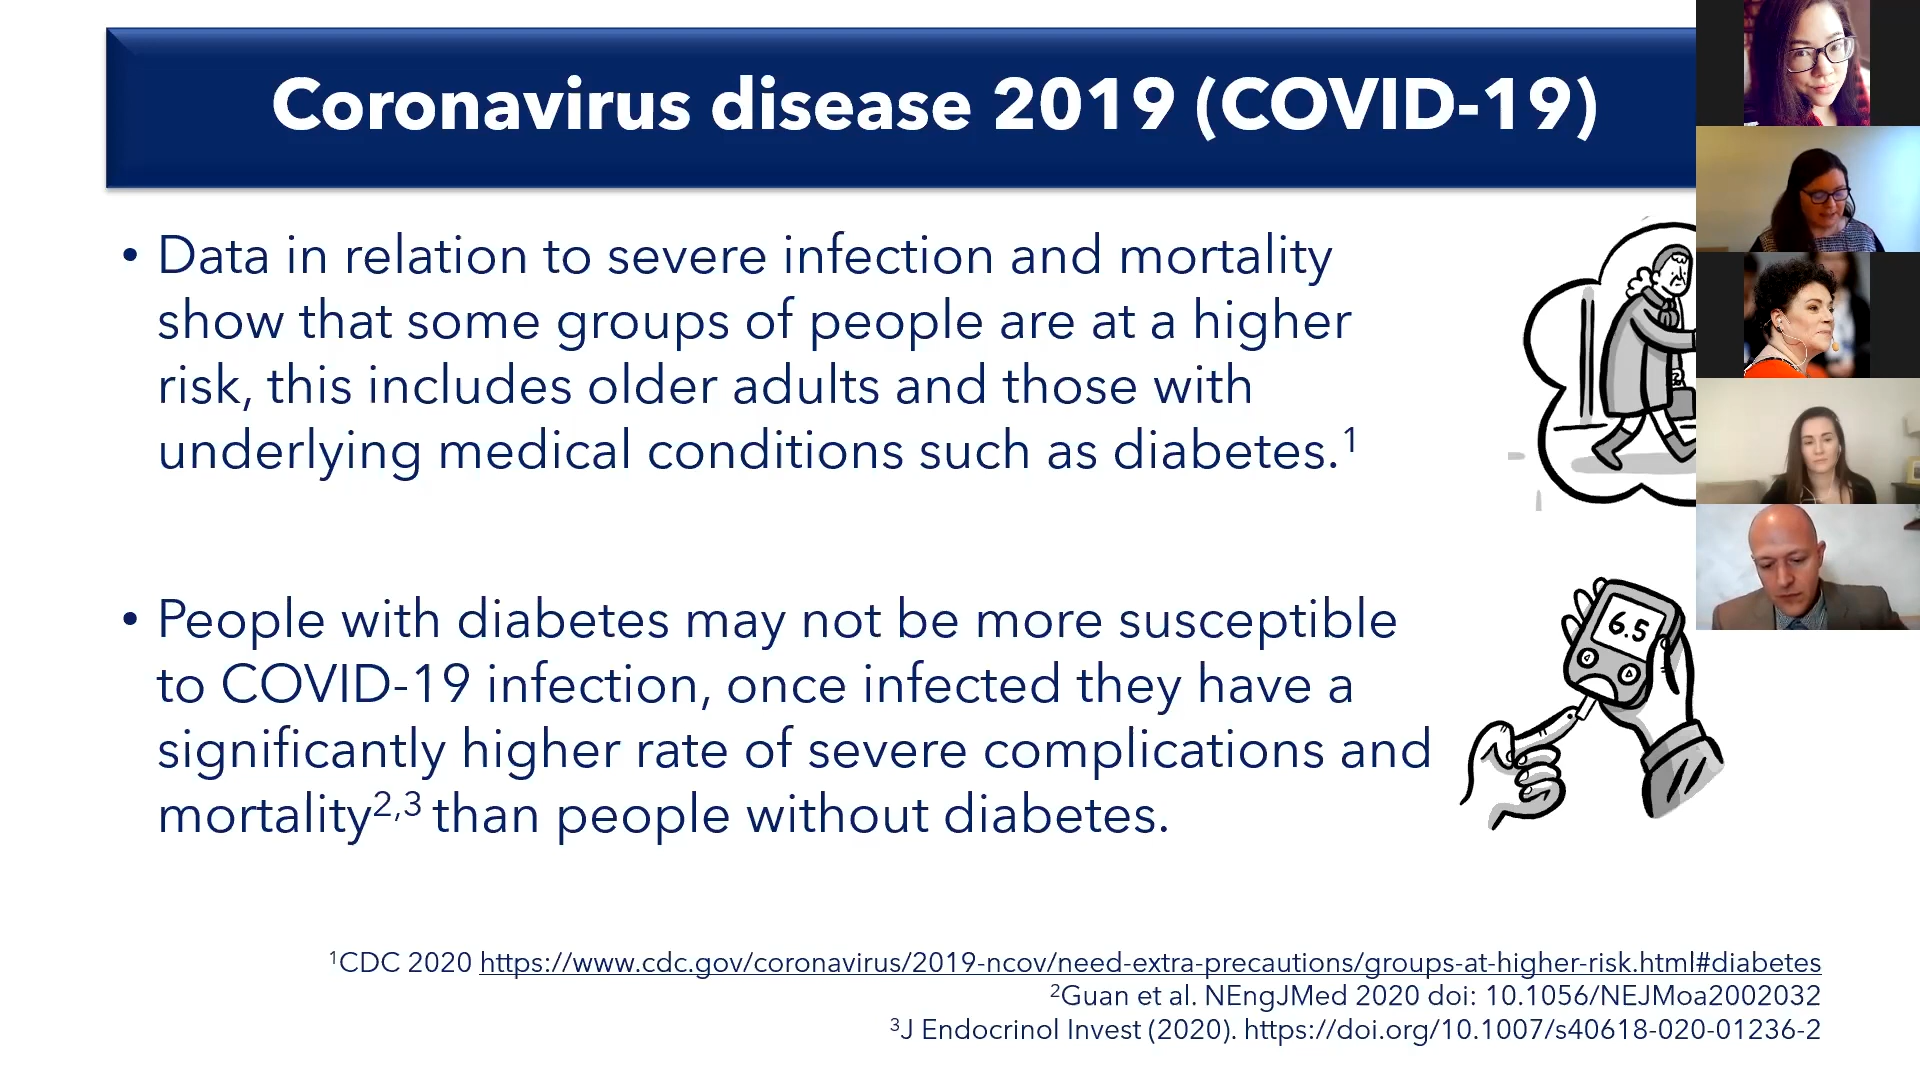 Coronavirus disease 2019 (COVID-19)
• Data in relation to severe infection and mortality
show that some groups of people are at a higher
risk, this includes older adults and those with
underlying medical conditions such as diabetes.¹
• People with diabetes may not be more susceptible
to COVID-19 infection, once infected they have a
significantly higher rate of severe complications and
mortality²,³ than people without diabetes.
6.5
¹CDC 2020 https://www.cdc.gov/coronavirus/2019-ncov/need-extra-precautions/groups-at-higher-risk.html#diabetes
²Guan et al. NEngJMed 2020 doi: 10.1056/NEJMoa2002032
³J Endocrinol Invest (2020). https://doi.org/10.1007/s40618-020-01236-2